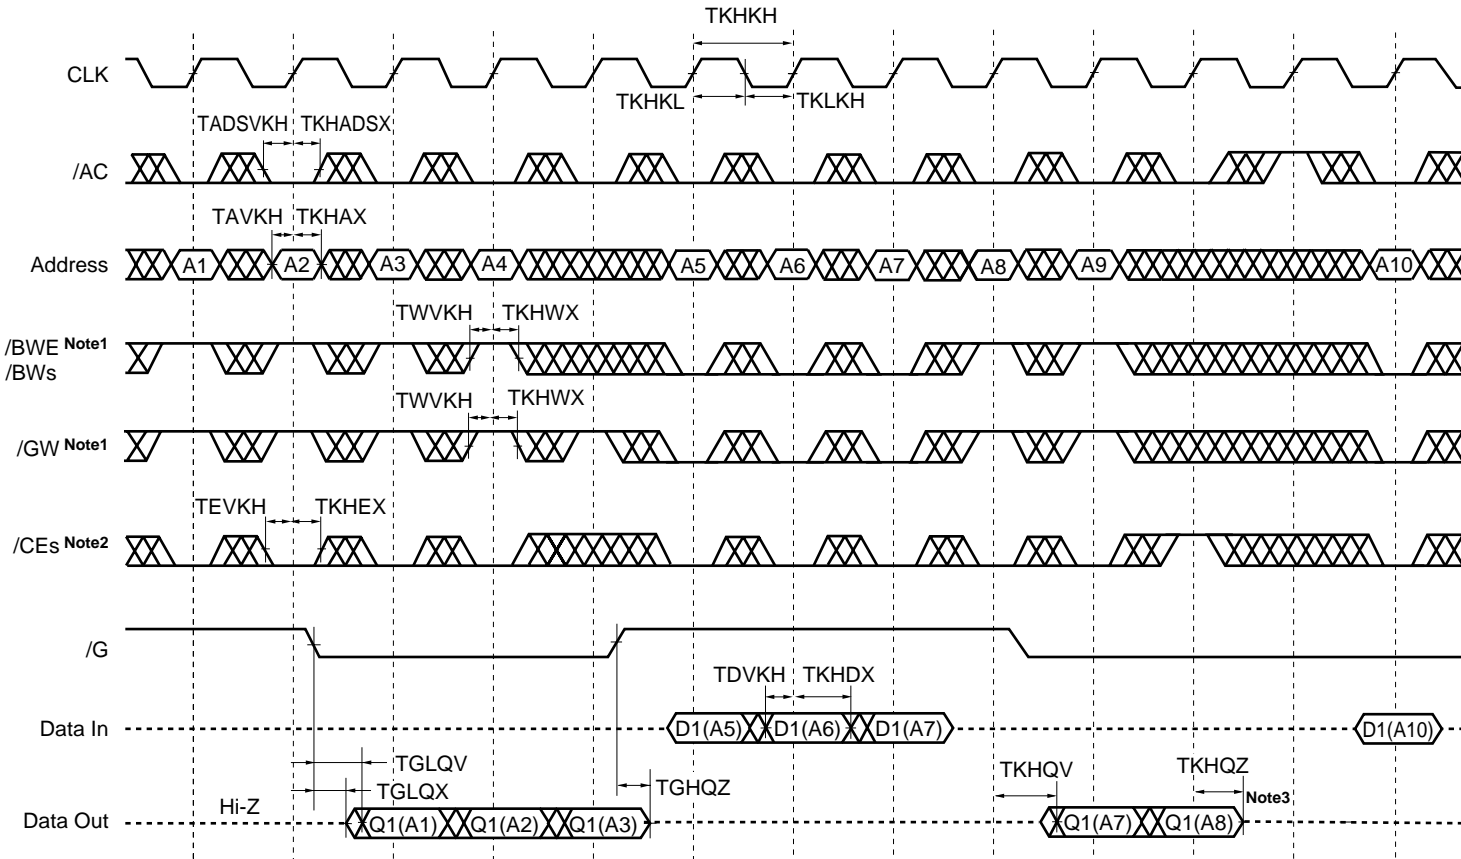 TKHKH
CLK
TKHKL TKLKH
TADSVKH TKHADSX
/AC
TAVKH TKHAX
Address A1 A2 A3 A4 A5 A6 A7 A8 A9 A10
TWVKH TKHWX
/BWE Note1
/BWs
TWVKH TKHWX
/GW Note1
TEVKH TKHEX
/CEs Note2
/G
TDVKH TKHDX
Data In D1(A5) D1(A6) D1(A7) D1(A10)
TGLQV TKHQV TKHQZ
TGLQX TGHQZ
Hi-Z Note3
Data Out Q1(A1) Q1(A2) Q1(A3) Q1(A7) Q1(A8)